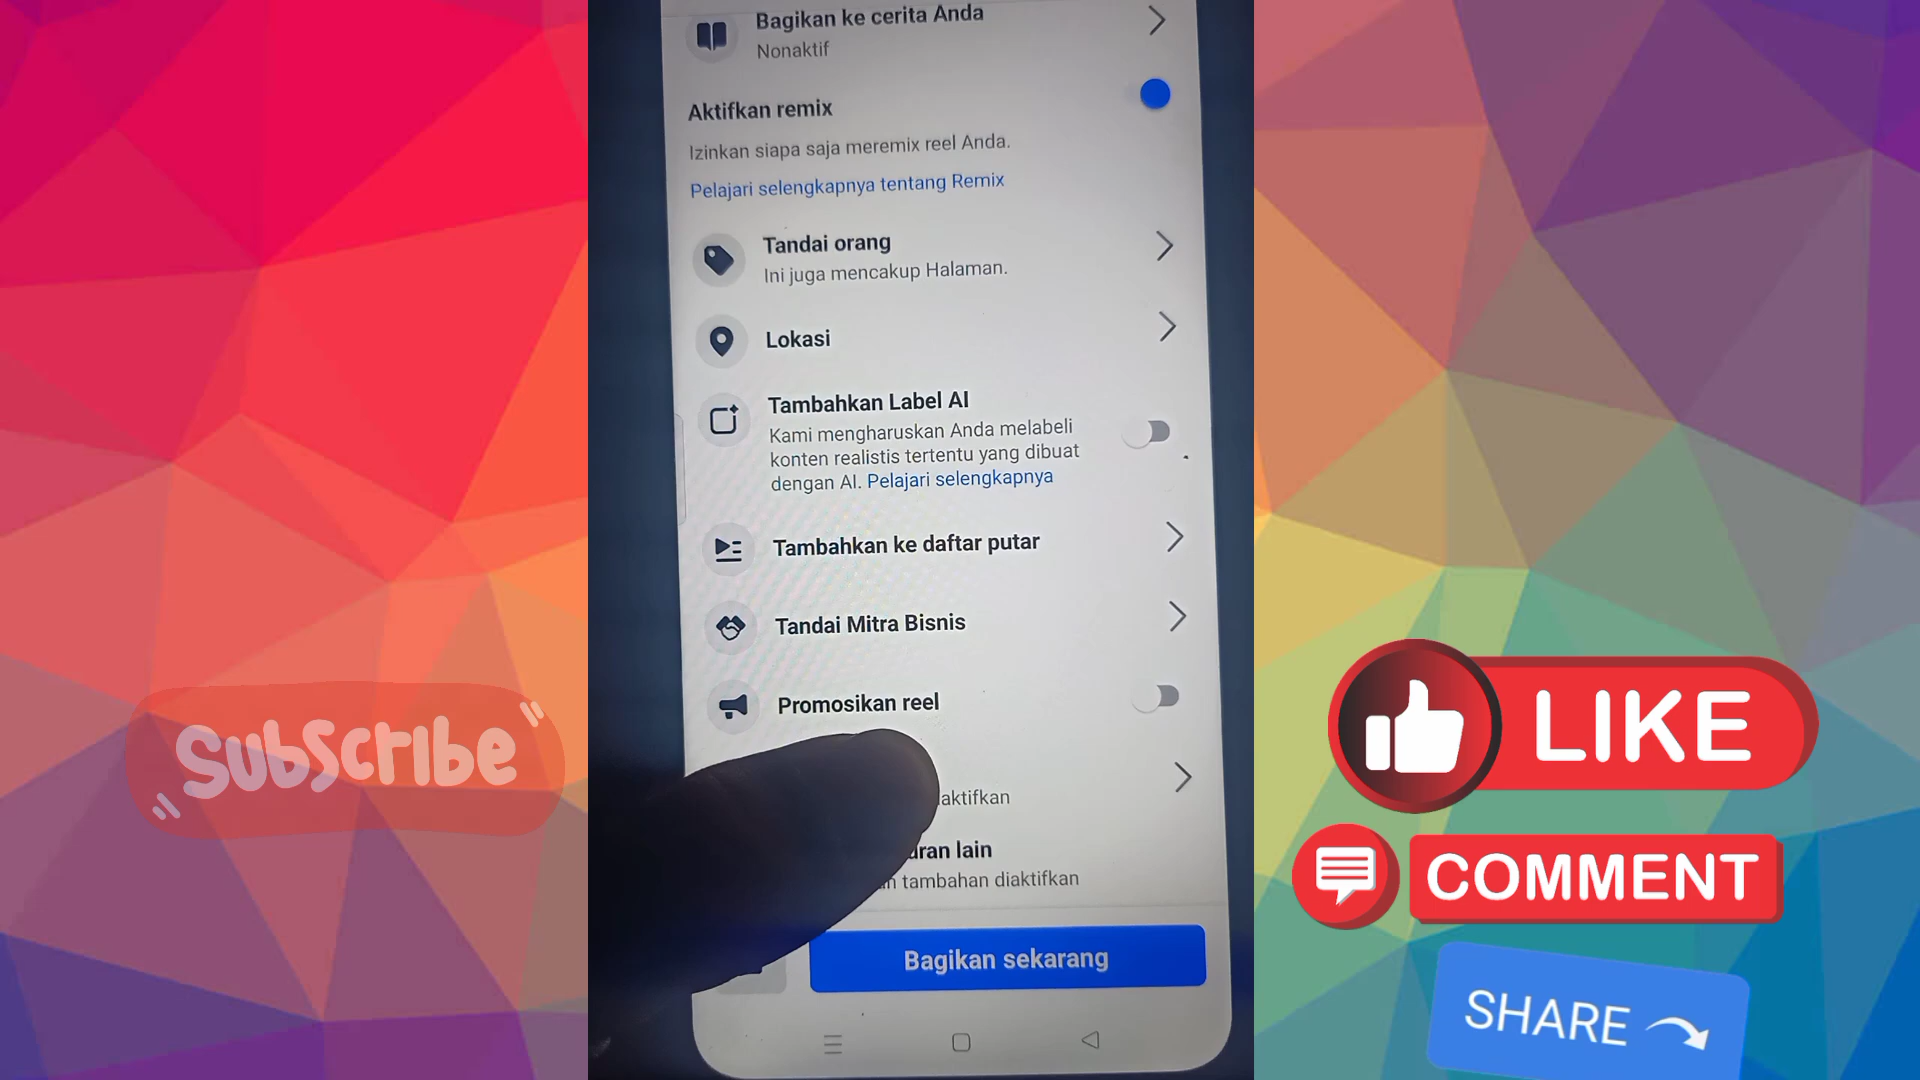 Bagikan ke cerita Anda
Nonaktif
Aktifkan remix
Izinkan siapa saja meremix reel Anda.
Pelajari selengkapnya tentang Remix
Tandai orang
Ini juga mencakup Halaman.
Lokasi
Tambahkan Label AI
Kami mengharuskan Anda melabeli
konten realistis tertentu yang dibuat
dengan AI. Pelajari selengkapnya
Tambahkan ke daftar putar
Tandai Mitra Bisnis
Promosikan reel
lain
tambahan diaktifkan
Bagikan sekarang
Subscribe
LIKE
COMMENT
SHARE